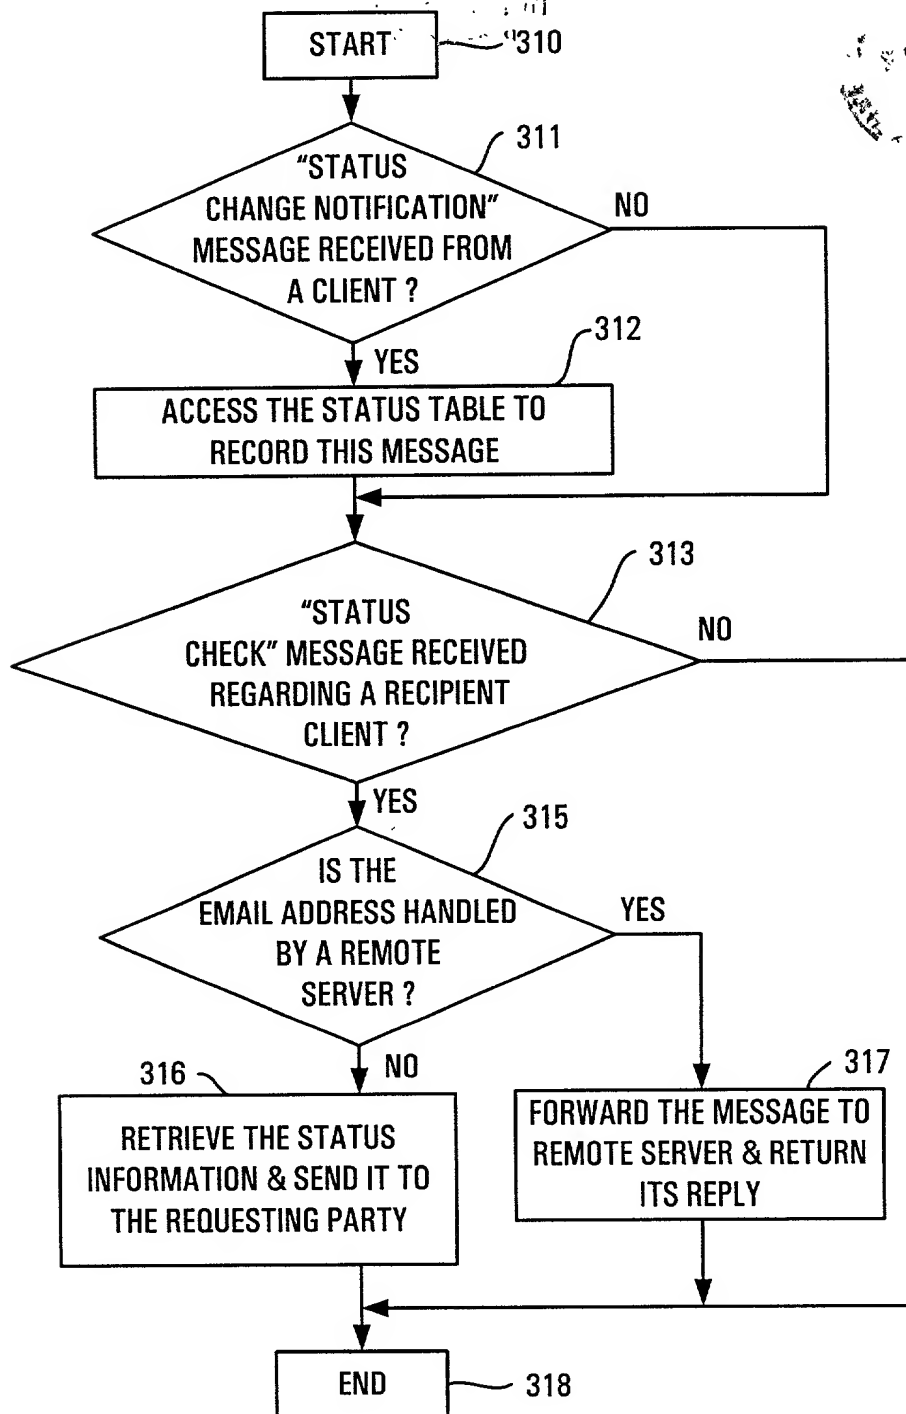 START
310
311
"STATUS
CHANGE NOTIFICATION"
MESSAGE RECEIVED FROM
A CLIENT ?
NO
312
YES
ACCESS THE STATUS TABLE TO
RECORD THIS MESSAGE
313
"STATUS
CHECK" MESSAGE RECEIVED
REGARDING A RECIPIENT
CLIENT ?
NO
YES
315
IS THE
EMAIL ADDRESS HANDLED
BY A REMOTE
SERVER ?
YES
NO
316
317
RETRIEVE THE STATUS
INFORMATION & SEND IT TO
THE REQUESTING PARTY
FORWARD THE MESSAGE TO
REMOTE SERVER & RETURN
ITS REPLY
END
318